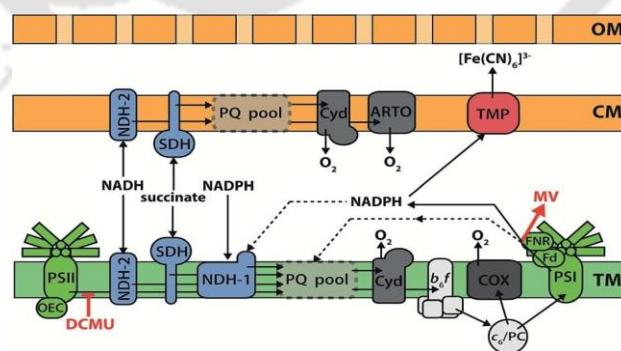 OM
[Fe(CN)₆]³⁻
NDH-2
SDH
PQ pool
Cyd
ARTO
TMP
CM
O₂
O₂
NADH
succinate
NADPH
NADPH
MV
PSII
OEC
DCMU
NDH-2
SDH
NDH-1
PQ pool
O₂
Cyd
b₆f
O₂
COX
FNR
Fd
PSI
TM
c₆/PC